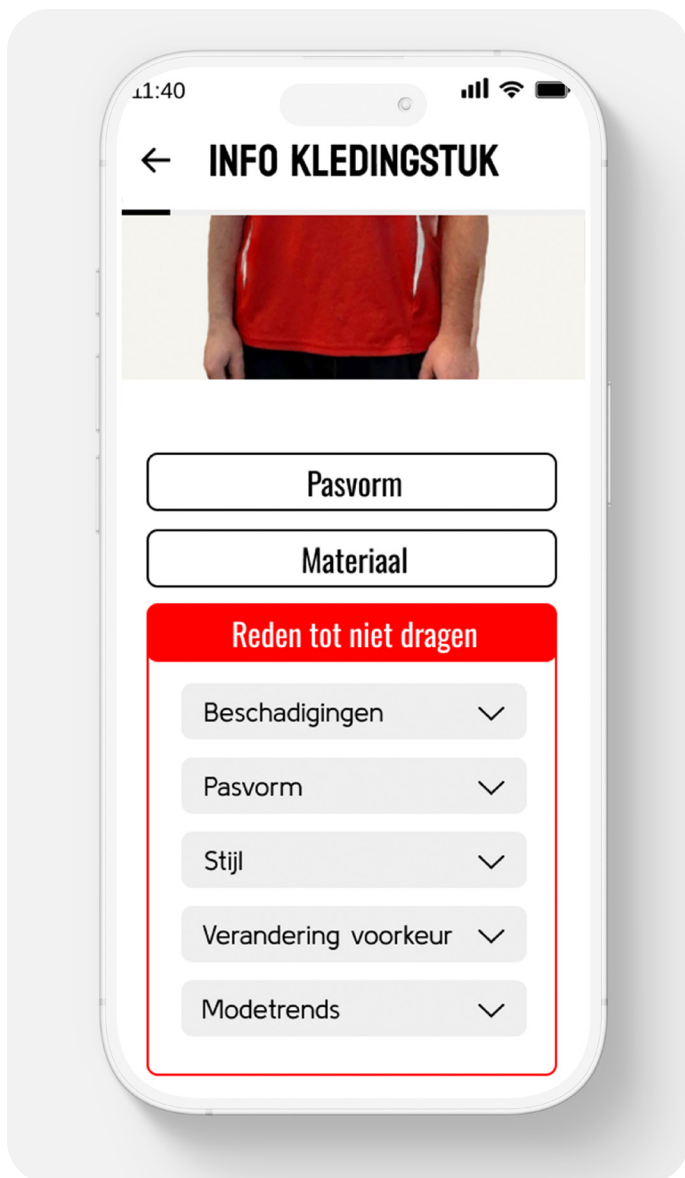 11:40
INFO KLEDINGSTUK
Pasvorm
Materiaal
Reden tot niet dragen
Beschadigingen
Pasvorm
Stijl
Verandering voorkeur
Modetrends